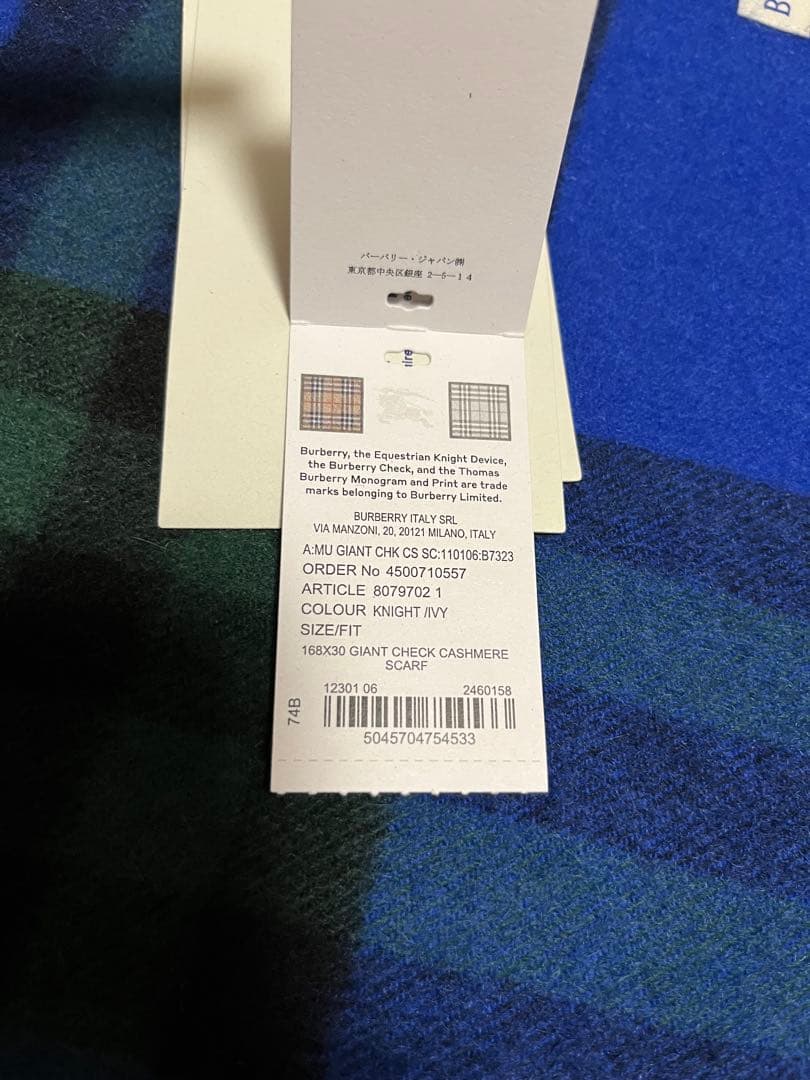 B
バーバリー・ジャパン㈱
東京都中央区銀座 2—5—14
Burberry, the Equestrian Knight Device,
the Burberry Check, and the Thomas
Burberry Monogram and Print are trade
marks belonging to Burberry Limited.
BURBERRY ITALY SRL
VIA MANZONI, 20, 20121 MILANO, ITALY
A:MU GIANT CHK CS SC:110106:B7323
ORDER No 4500710557
ARTICLE 8079702 1
COLOUR KNIGHT /IVY
SIZE/FIT
168X30 GIANT CHECK CASHMERE
SCARF
12301 06 2460158
74B
5045704754533